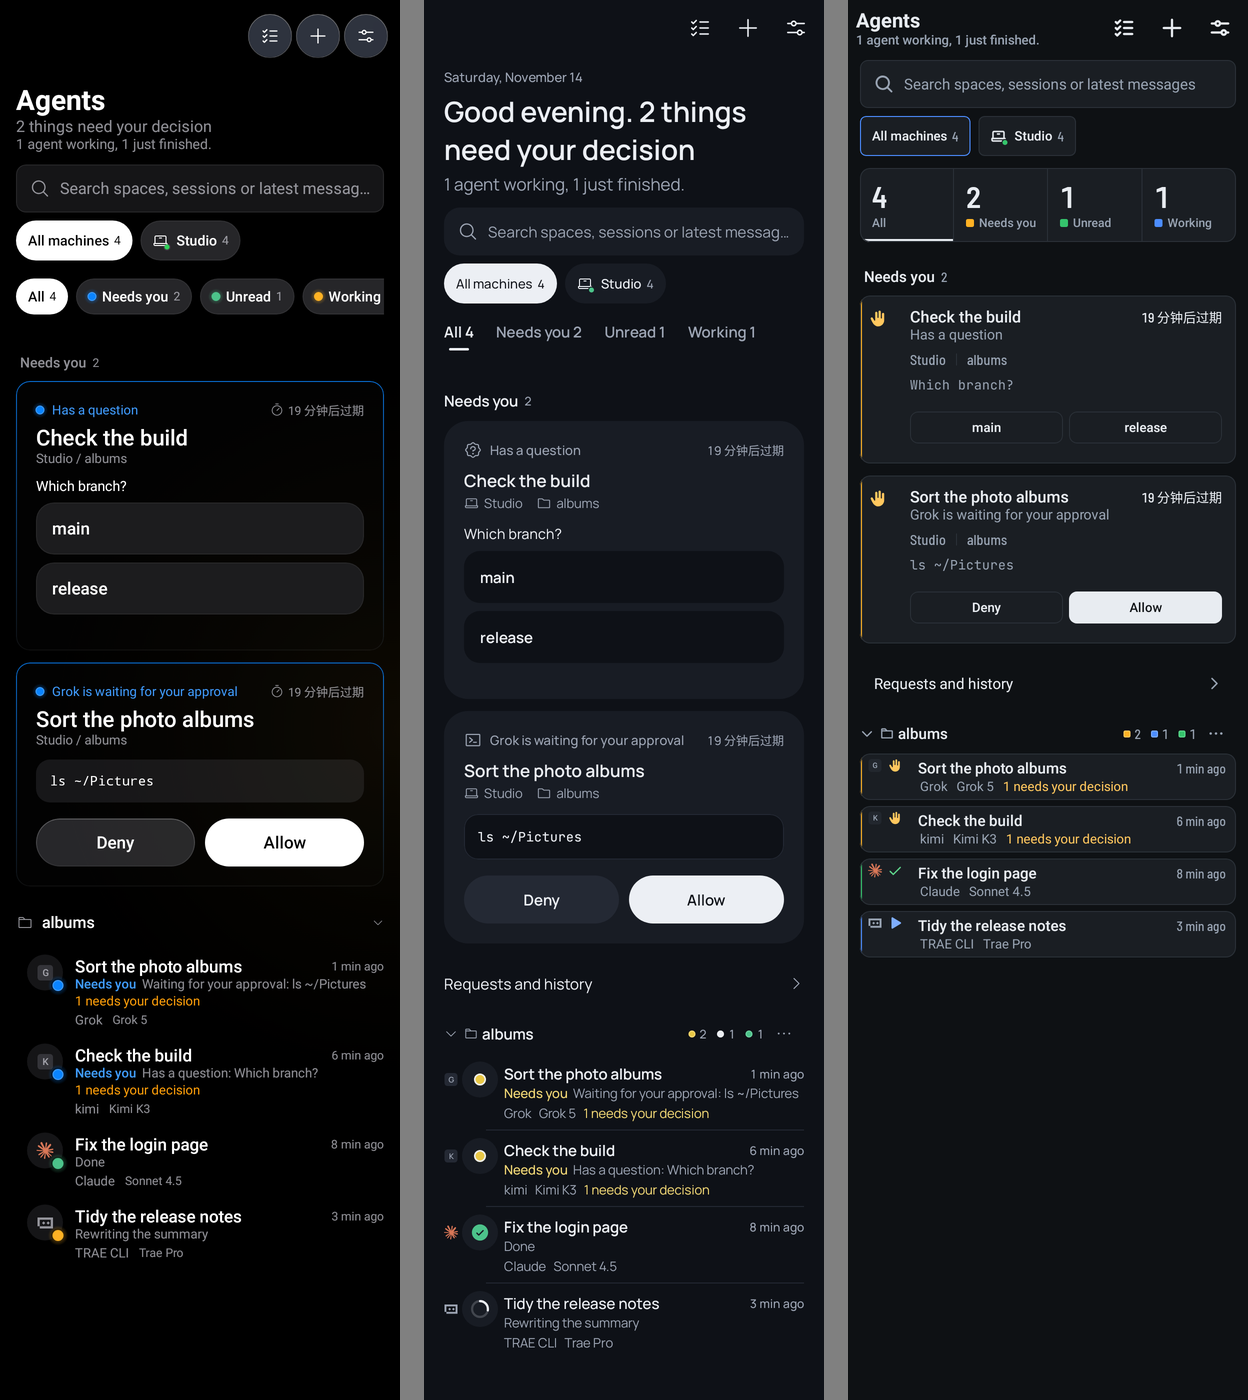 Agents
2 things need your decision
1 agent working, 1 just finished.
Search spaces, sessions or latest messag...
All machines 4
Studio 4
All 4
Needs you 2
Unread 1
Working
Needs you 2
Has a question
19 分钟后过期
Check the build
Studio / albums
Which branch?
main
release
Grok is waiting for your approval
19 分钟后过期
Sort the photo albums
Studio / albums
ls ~/Pictures
Deny
Allow
albums
Sort the photo albums
1 min ago
G
Needs you Waiting for your approval: ls ~/Pictures
1 needs your decision
Grok Grok 5
Check the build
6 min ago
K
Needs you Has a question: Which branch?
1 needs your decision
kimi Kimi K3
Fix the login page
8 min ago
Done
Claude Sonnet 4.5
Tidy the release notes
3 min ago
Rewriting the summary
TRAE CLI Trae Pro
Saturday, November 14
Good evening. 2 things
need your decision
1 agent working, 1 just finished.
Search spaces, sessions or latest messag...
All machines 4
Studio 4
All 4
Needs you 2
Unread 1
Working 1
Needs you 2
Has a question
19 分钟后过期
Check the build
Studio albums
Which branch?
main
release
Grok is waiting for your approval
19 分钟后过期
Sort the photo albums
Studio albums
ls ~/Pictures
Deny
Allow
Requests and history
albums
2 1 1 ...
Sort the photo albums
1 min ago
G
Needs you Waiting for your approval: ls ~/Pictures
Grok Grok 5 1 needs your decision
Check the build
6 min ago
K
Needs you Has a question: Which branch?
kimi Kimi K3 1 needs your decision
Fix the login page
8 min ago
Done
Claude Sonnet 4.5
Tidy the release notes
3 min ago
Rewriting the summary
TRAE CLI Trae Pro
Agents
1 agent working, 1 just finished.
Search spaces, sessions or latest messages
All machines 4
Studio 4
4
All
2
Needs you
1
Unread
1
Working
Needs you 2
Check the build
19 分钟后过期
Has a question
Studio albums
Which branch?
main
release
Sort the photo albums
19 分钟后过期
Grok is waiting for your approval
Studio albums
ls ~/Pictures
Deny
Allow
Requests and history
albums
2 1 1 ...
G
Sort the photo albums
1 min ago
Grok Grok 5 1 needs your decision
K
Check the build
6 min ago
kimi Kimi K3 1 needs your decision
Fix the login page
8 min ago
Claude Sonnet 4.5
Tidy the release notes
3 min ago
TRAE CLI Trae Pro